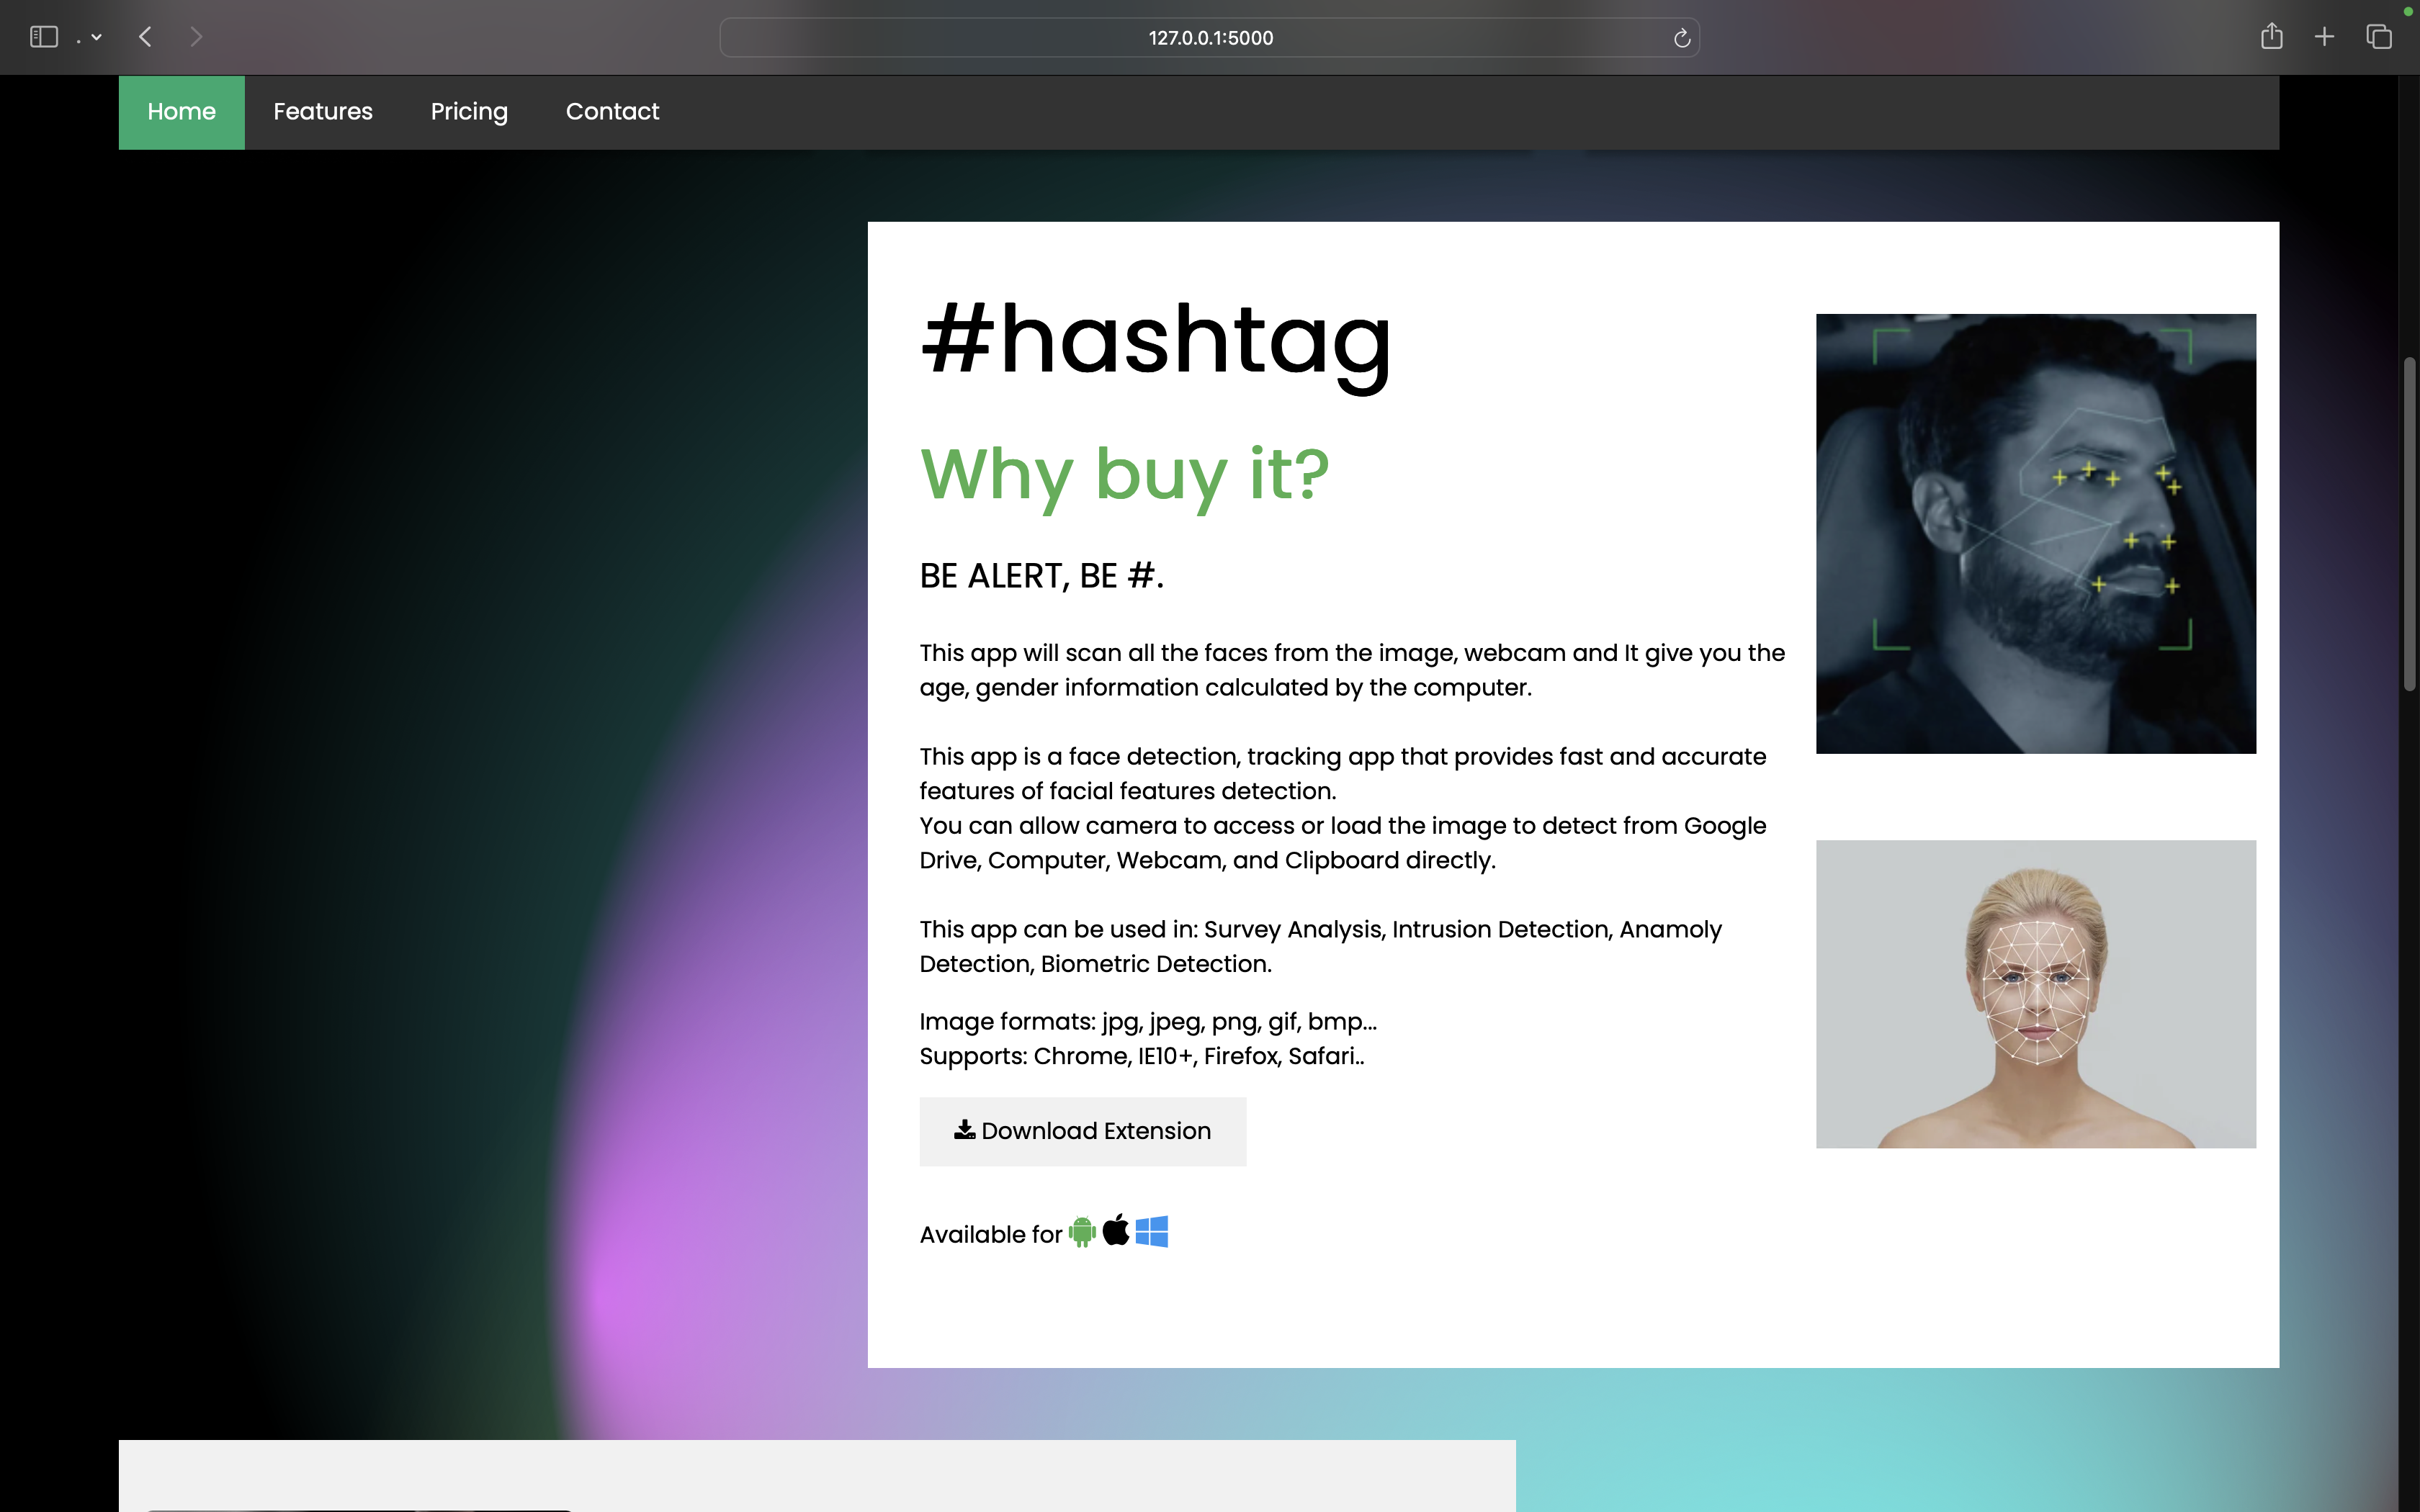 127.0.0.1:5000
Home Features Pricing Contact
#hashtag
Why buy it?
BE ALERT, BE #.
This app will scan all the faces from the image, webcam and It give you the
age, gender information calculated by the computer.
This app is a face detection, tracking app that provides fast and accurate
features of facial features detection.
You can allow camera to access or load the image to detect from Google
Drive, Computer, Webcam, and Clipboard directly.
This app can be used in: Survey Analysis, Intrusion Detection, Anamoly
Detection, Biometric Detection.
Image formats: jpg, jpeg, png, gif, bmp...
Supports: Chrome, IE10+, Firefox, Safari..
Download Extension
Available for